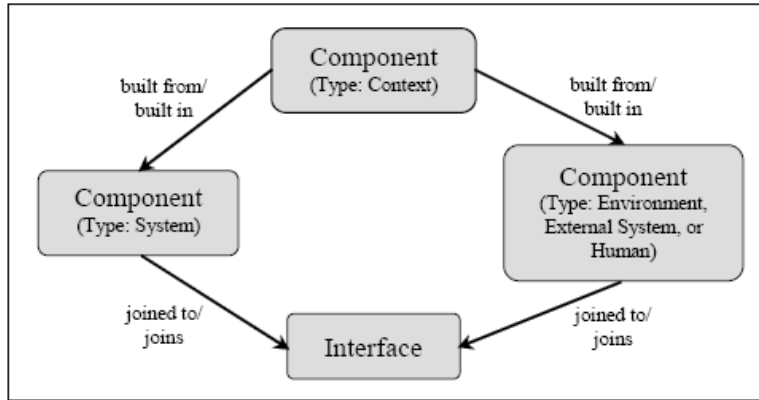 Component
(Type: Context)
built from/
built in
built from/
built in
Component
(Type: System)
Component
(Type: Environment,
External System, or
Human)
joined to/
joins
Interface
joined to/
joins